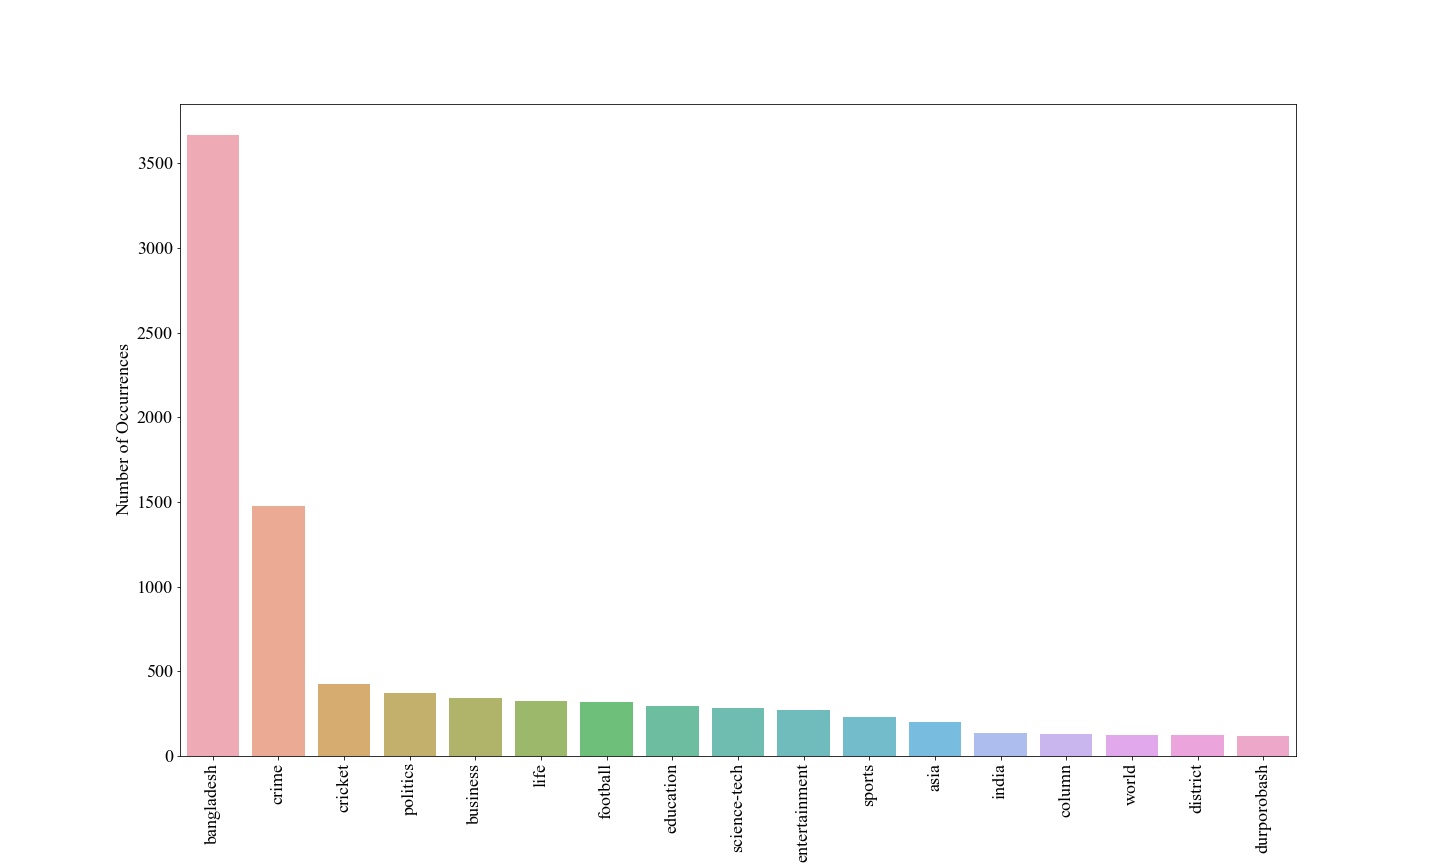 Number of Occurrences
3500
3000
2500
2000
1500
1000
500
0
bangladesh
crime
cricket
politics
business
life
football
education
science-tech
entertainment
sports
asia
india
column
world
district
durporobash